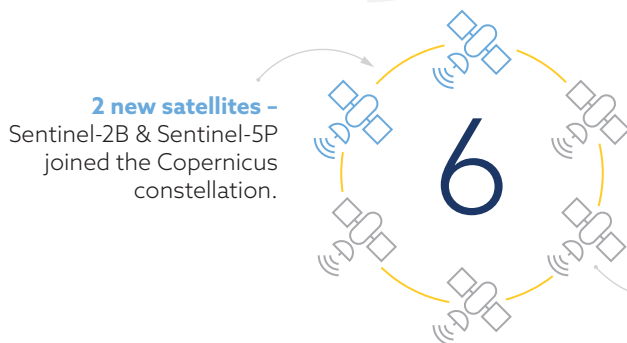 2 new satellites –
Sentinel-2B & Sentinel-5P
joined the Copernicus
constellation.
6